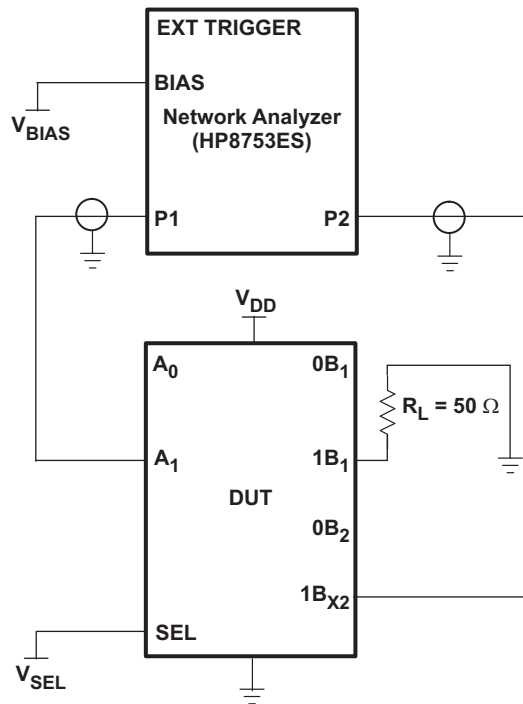 EXT TRIGGER
BIAS
V_BIAS
Network Analyzer
(HP8753ES)
P1
P2
V_DD
A_0
0B_1
R_L = 50 Ω
A_1
1B_1
DUT
0B_2
1B_X2
SEL
V_SEL